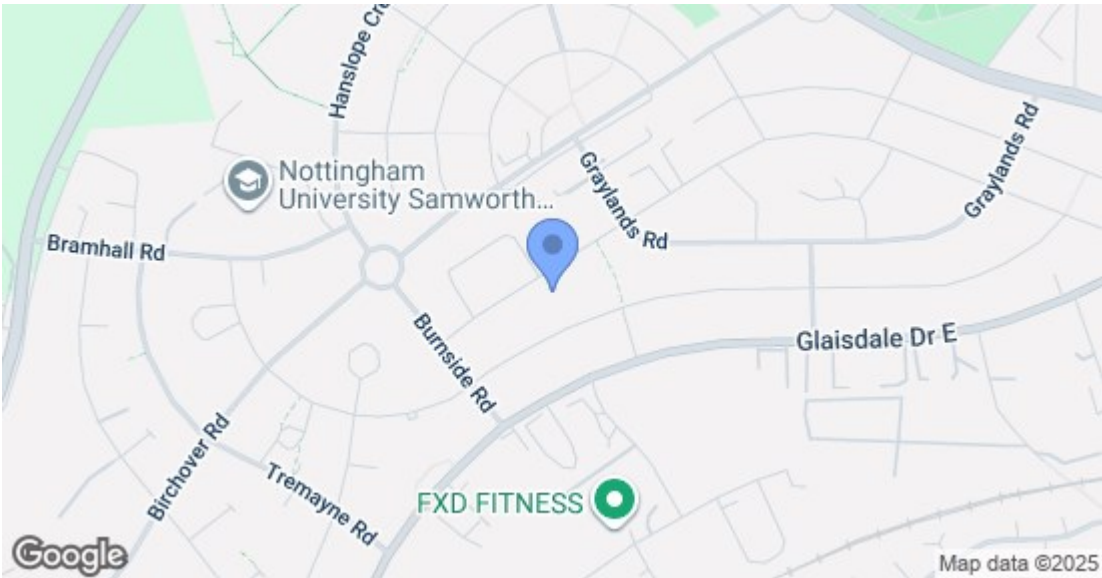 Hanslope Cre
Nottingham
University Samworth...
Graylands Rd
Graylands Rd
Bramhall Rd
Burnside Rd
Glaisdale Dr E
Birchover Rd
Tremayne Rd
FXD FITNESS
Google
Map data ©2025